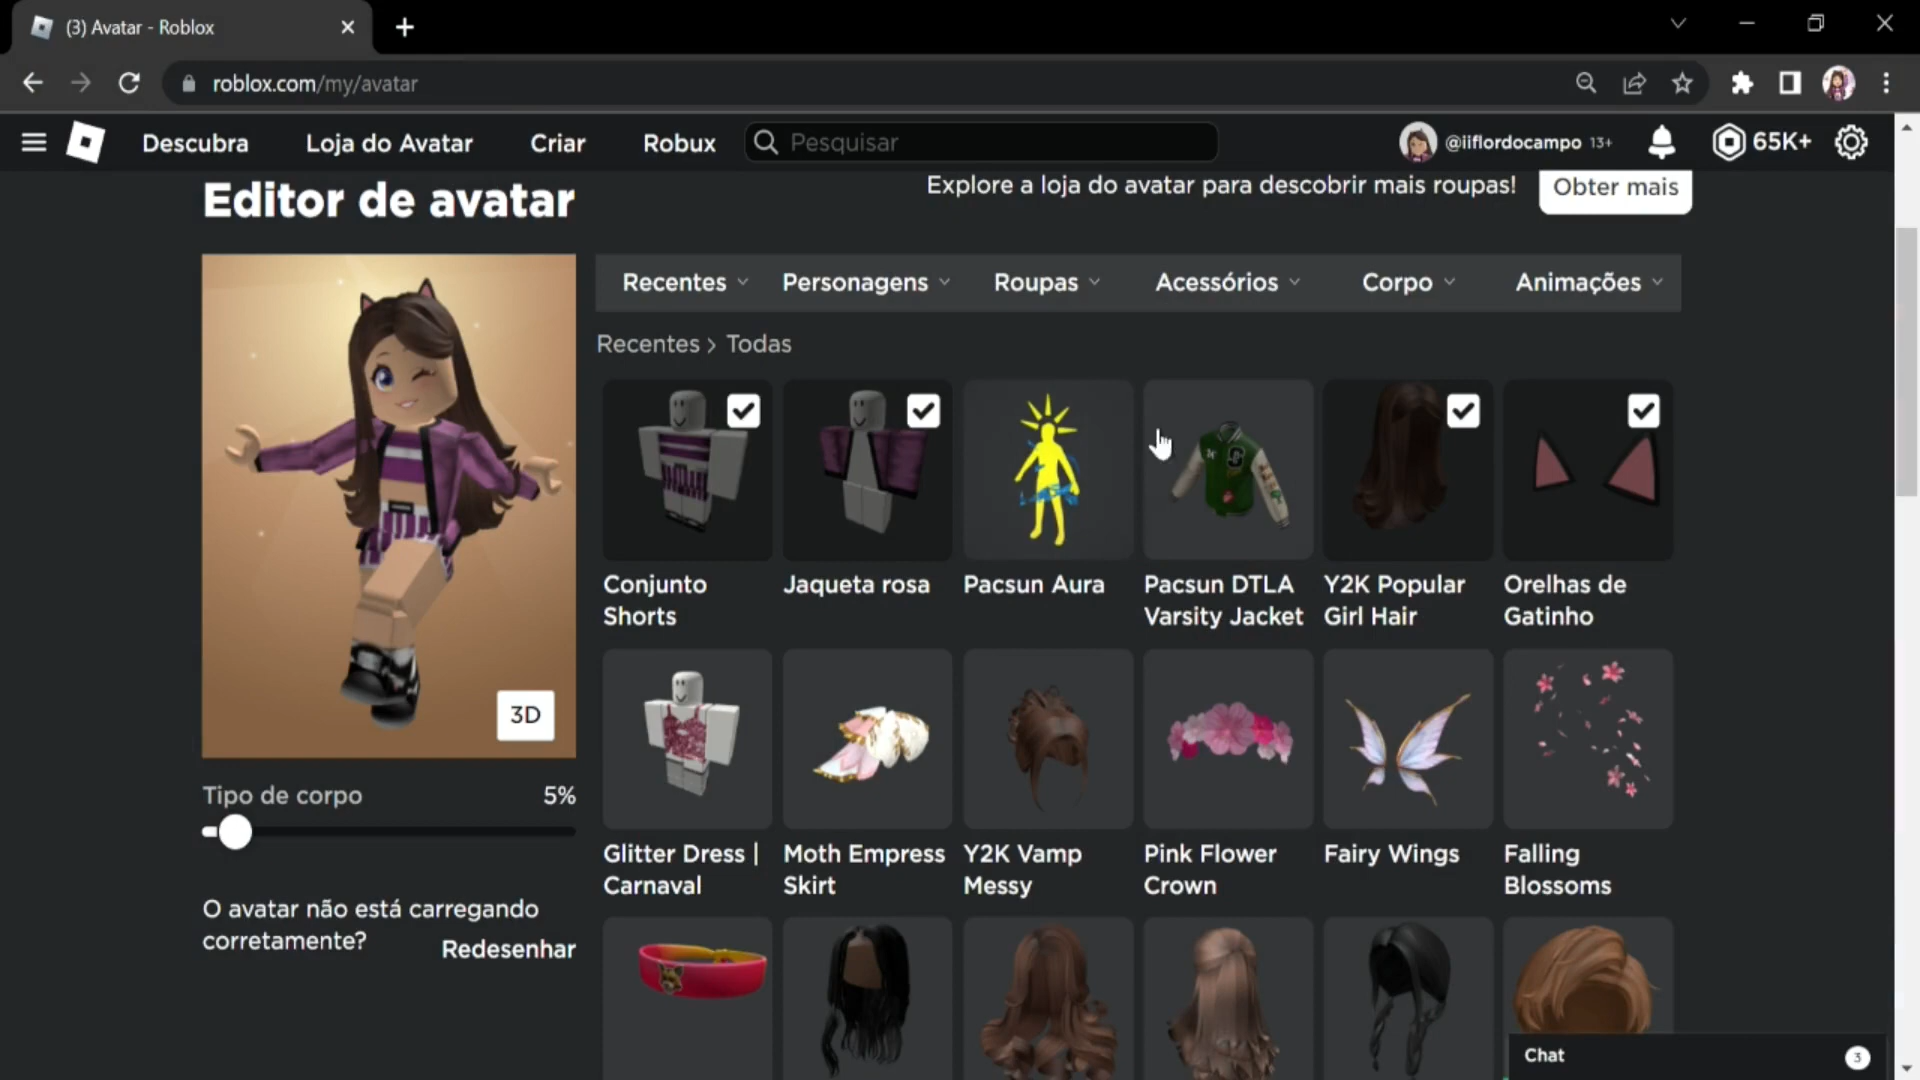 (3) Avatar - Roblox
roblox.com/my/avatar
Descubra
Loja do Avatar
Criar
Robux
Pesquisar
@iiflordocampo 13+
65K+
Editor de avatar
Explore a loja do avatar para descobrir mais roupas!
Obter mais
Recentes
Personagens
Roupas
Acessórios
Corpo
Animações
Recentes > Todas
Conjunto
Shorts
Jaqueta rosa
Pacsun Aura
Pacsun DTLA
Varsity Jacket
Y2K Popular
Girl Hair
Orelhas de
Gatinho
3D
Tipo de corpo 5%
Glitter Dress |
Carnaval
Moth Empress
Skirt
Y2K Vamp
Messy
Pink Flower
Crown
Fairy Wings
Falling
Blossoms
O avatar não está carregando
corretamente?
Redesenhar
Chat 3